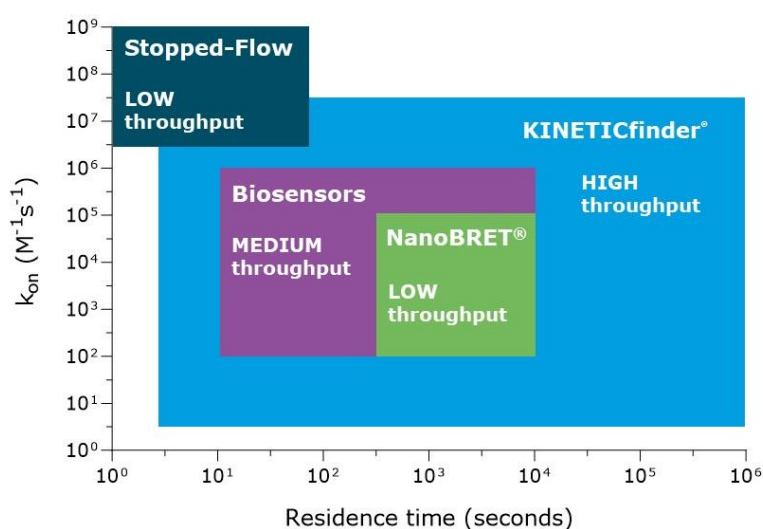 10⁹
10⁸
10⁷
10⁶
10⁵
10⁴
10³
10²
10¹
10⁰
kon (M⁻¹s⁻¹)
Stopped-Flow
LOW
throughput
KINETICfinder®
HIGH
throughput
Biosensors
MEDIUM
throughput
NanoBRET®
LOW
throughput
10⁰ 10¹ 10² 10³ 10⁴ 10⁵ 10⁶
Residence time (seconds)